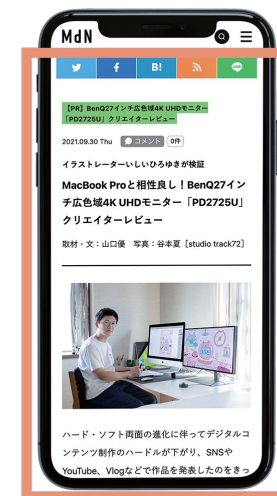 MdN
B!
【PR】BenQ27インチ広色域4K UHDモニター
「PD2725U」クリエイターレビュー
2021.09.30 Thu コメント 0件
イラストレーターいしいひろゆきが検証
MacBook Proと相性良し！BenQ27イン
チ広色域4K UHDモニター「PD2725U」
クリエイターレビュー
取材・文：山口優 写真：谷本夏［studio track72］
ハード・ソフト両面の進化に伴ってデジタルコ
ンテンツ制作のハードルが下がり、SNSや
YouTube、Vlogなどで作品を発表したのをきっ